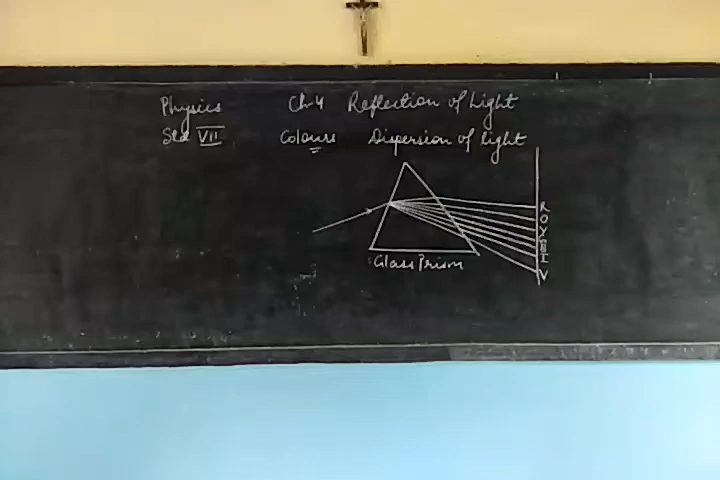 Physics Ch-4 Reflection of Light
Std VII Colours Dispersion of light
R
O
Y
G
B
I
V
Glass Prism